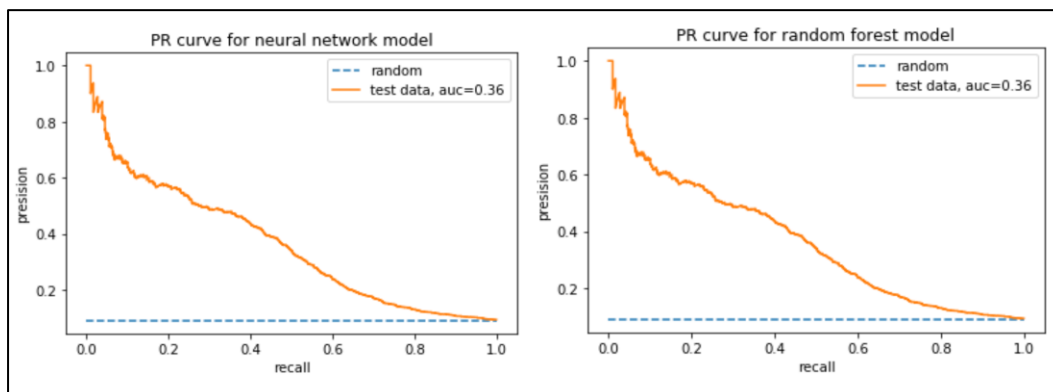 PR curve for neural network model
random
test data, auc=0.36
1.0
0.8
0.6
0.4
0.2
presision
0.0 0.2 0.4 0.6 0.8 1.0
recall
PR curve for random forest model
random
test data, auc=0.36
1.0
0.8
0.6
0.4
0.2
presision
0.0 0.2 0.4 0.6 0.8 1.0
recall